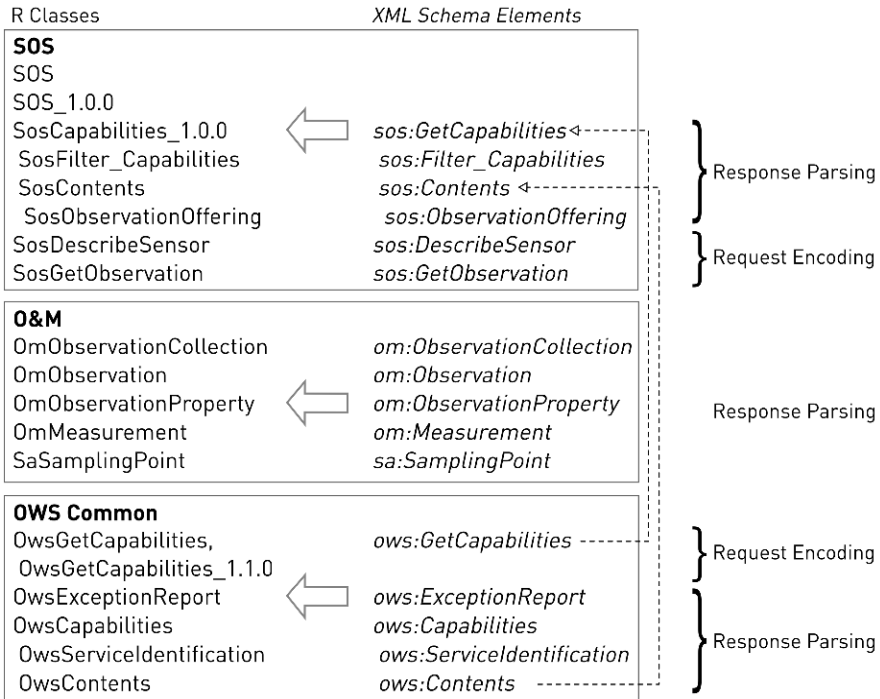 R Classes XML Schema Elements
SOS
SOS
SOS_1.0.0
SosCapabilities_1.0.0 sos:GetCapabilities
SosFilter_Capabilities sos:Filter_Capabilities
SosContents sos:Contents
SosObservationOffering sos:ObservationOffering
Response Parsing
SosDescribeSensor sos:DescribeSensor
SosGetObservation sos:GetObservation
Request Encoding
O&M
OmObservationCollection om:ObservationCollection
OmObservation om:Observation
OmObservationProperty om:ObservationProperty
OmMeasurement om:Measurement
SaSamplingPoint sa:SamplingPoint
Response Parsing
OWS Common
OwsGetCapabilities, ows:GetCapabilities
OwsGetCapabilities_1.1.0
Request Encoding
OwsExceptionReport ows:ExceptionReport
OwsCapabilities ows:Capabilities
OwsServiceIdentification ows:ServiceIdentification
OwsContents ows:Contents
Response Parsing